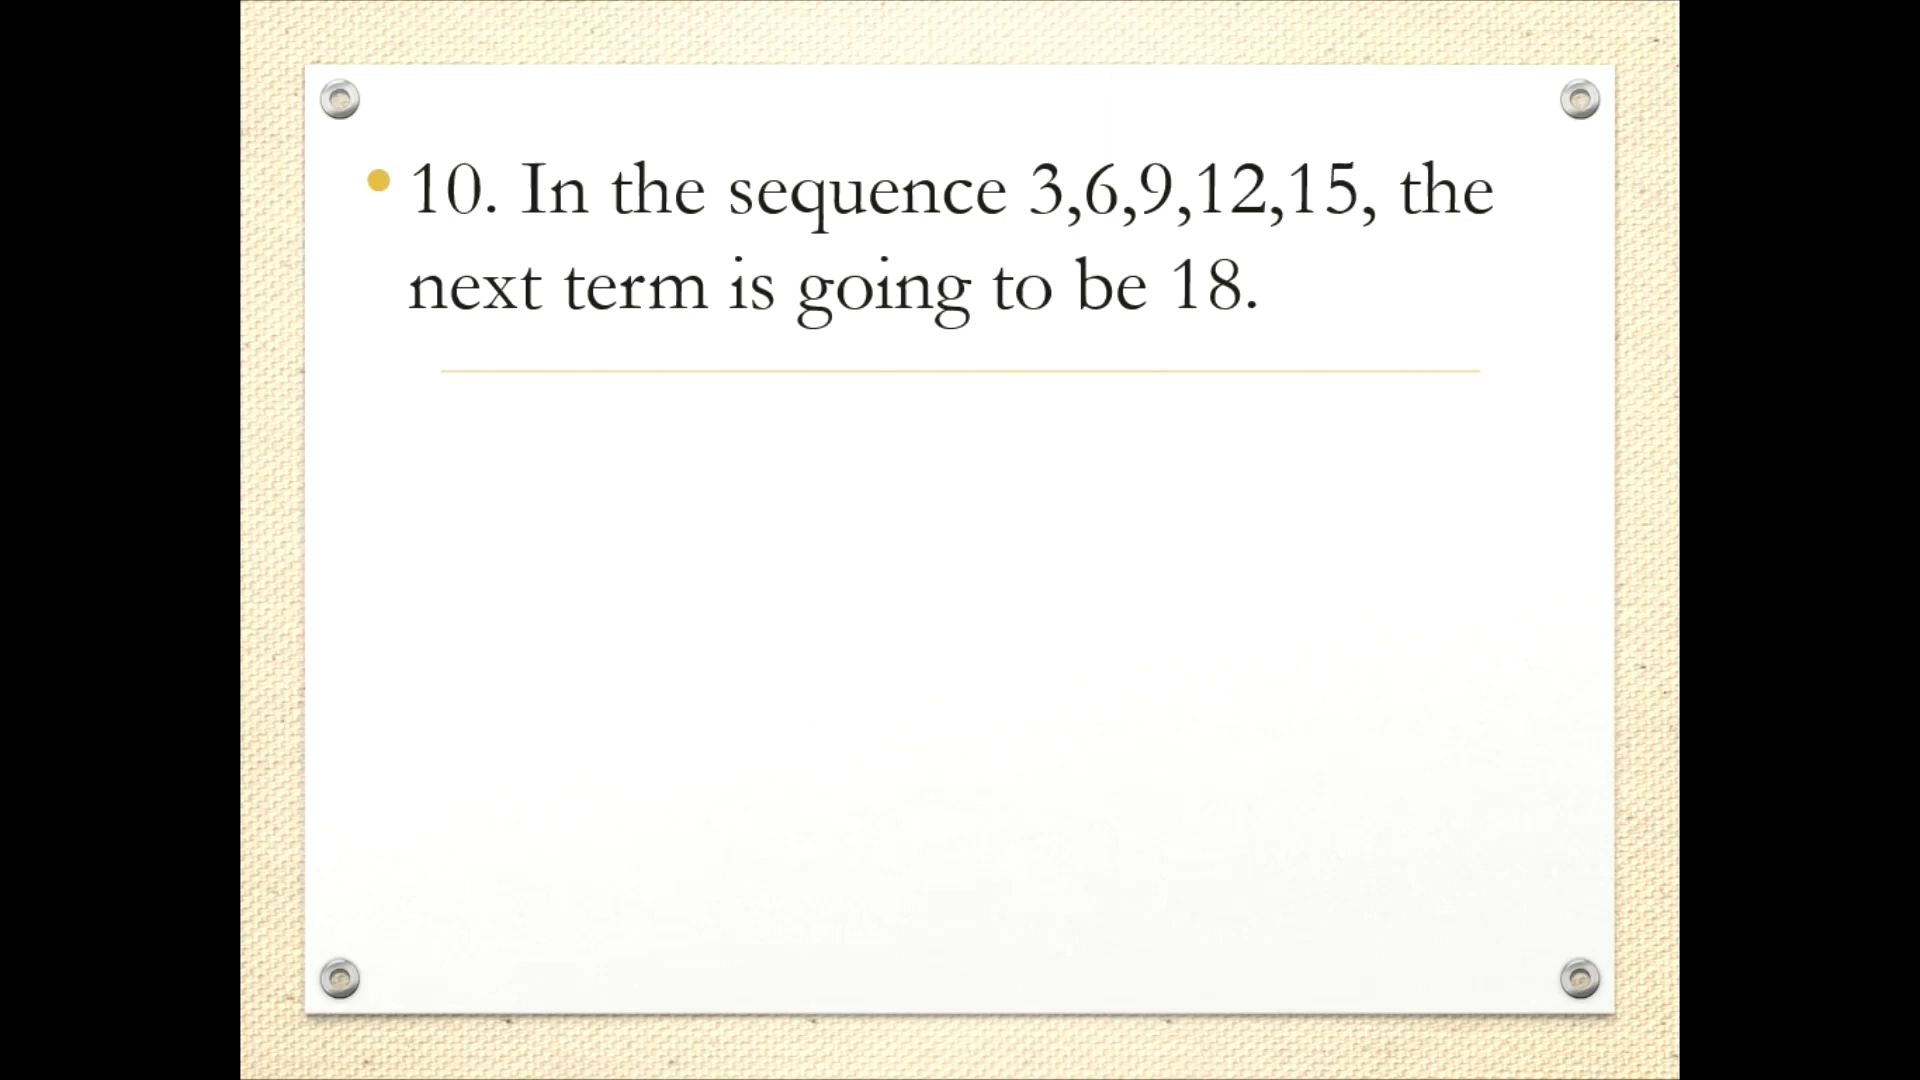 • 10. In the sequence 3,6,9,12,15, the
next term is going to be 18.